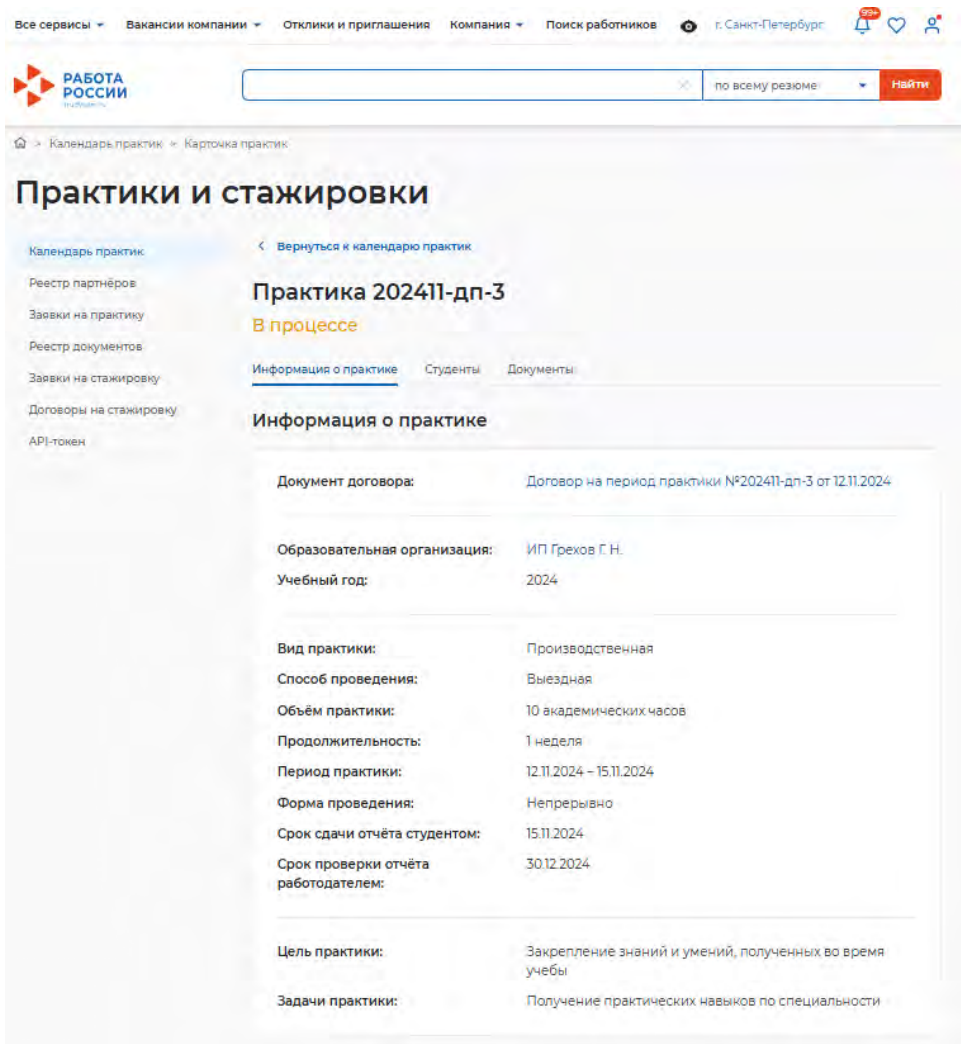 Все сервисы Вакансии компании Отклики и приглашения Компания Поиск работников г. Санкт-Петербург 99+
РАБОТА
РОССИИ
по всему резюме Найти
> Календарь практик > Карточка практик
Практики и стажировки
Календарь практик
Реестр партнёров
Заявки на практику
Реестр документов
Заявки на стажировку
Договоры на стажировку
API-токен
< Вернуться к календарю практик
Практика 202411-дп-3
В процессе
Информация о практике Студенты Документы
Информация о практике
Документ договора: Договор на период практики №202411-дп-3 от 12.11.2024
Образовательная организация: ИП Грехов Г. Н.
Учебный год: 2024
Вид практики: Производственная
Способ проведения: Выездная
Объём практики: 10 академических часов
Продолжительность: 1 неделя
Период практики: 12.11.2024 – 15.11.2024
Форма проведения: Непрерывно
Срок сдачи отчёта студентом: 15.11.2024
Срок проверки отчёта 30.12.2024
работодателем:
Цель практики: Закрепление знаний и умений, полученных во время
учебы
Задачи практики: Получение практических навыков по специальности